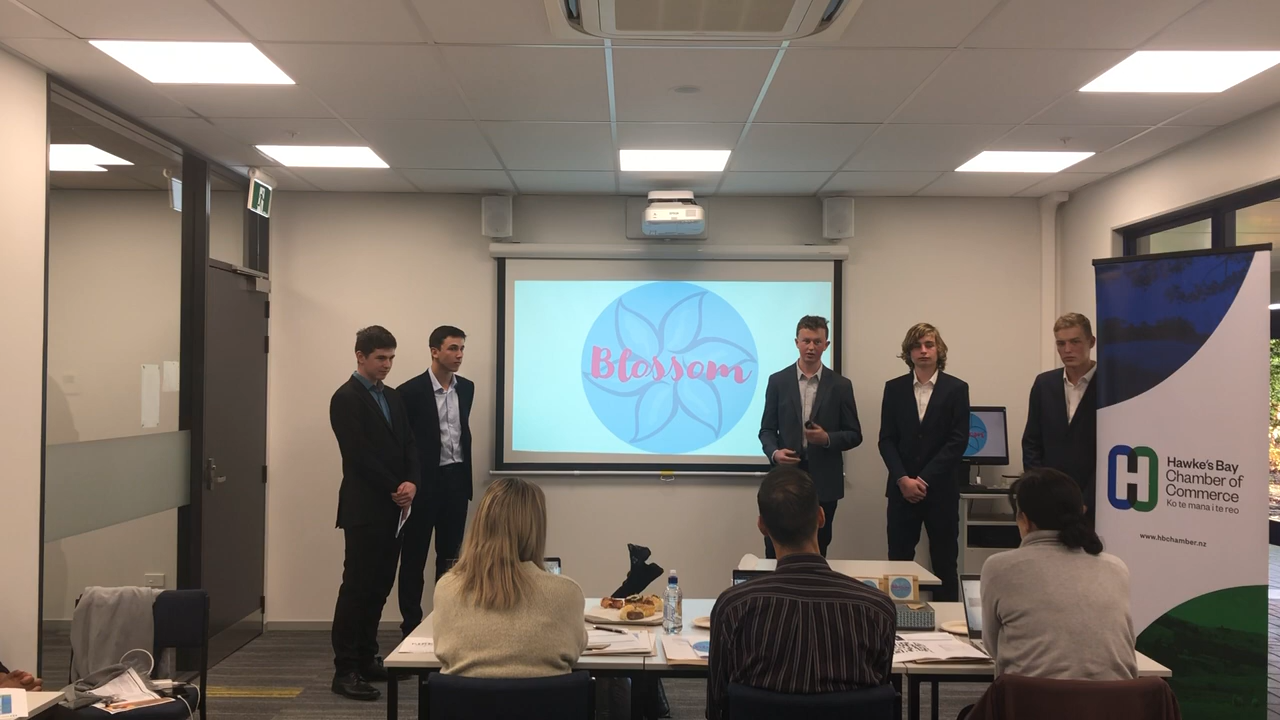 Blossom
Hawke's Bay
Chamber of
Commerce
Ko te mana i te reo
www.hbchamber.nz